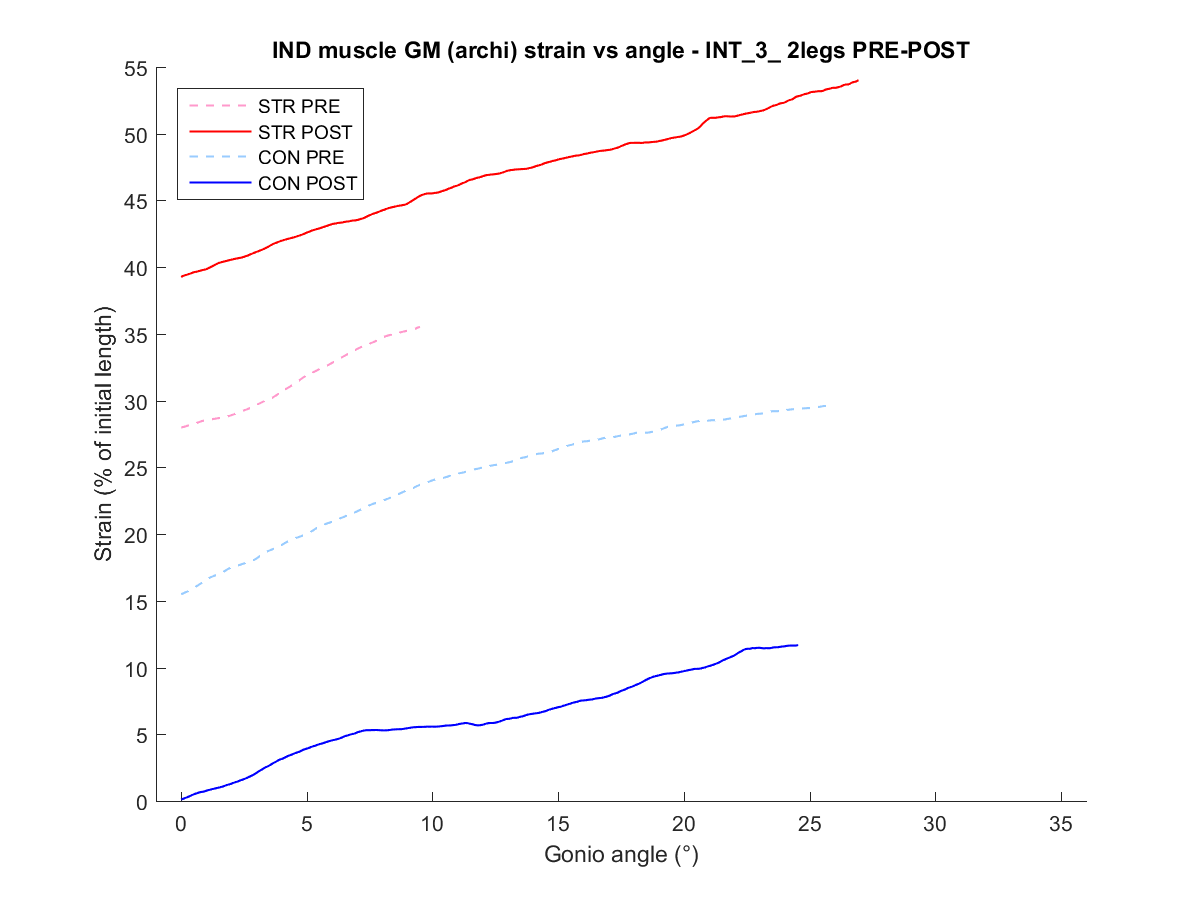 IND muscle GM (archi) strain vs angle - INT_3_ 2legs PRE-POST
STR PRE
STR POST
CON PRE
CON POST
55
50
45
40
35
30
25
20
15
10
5
0
Strain (% of initial length)
0 5 10 15 20 25 30 35
Gonio angle (°)